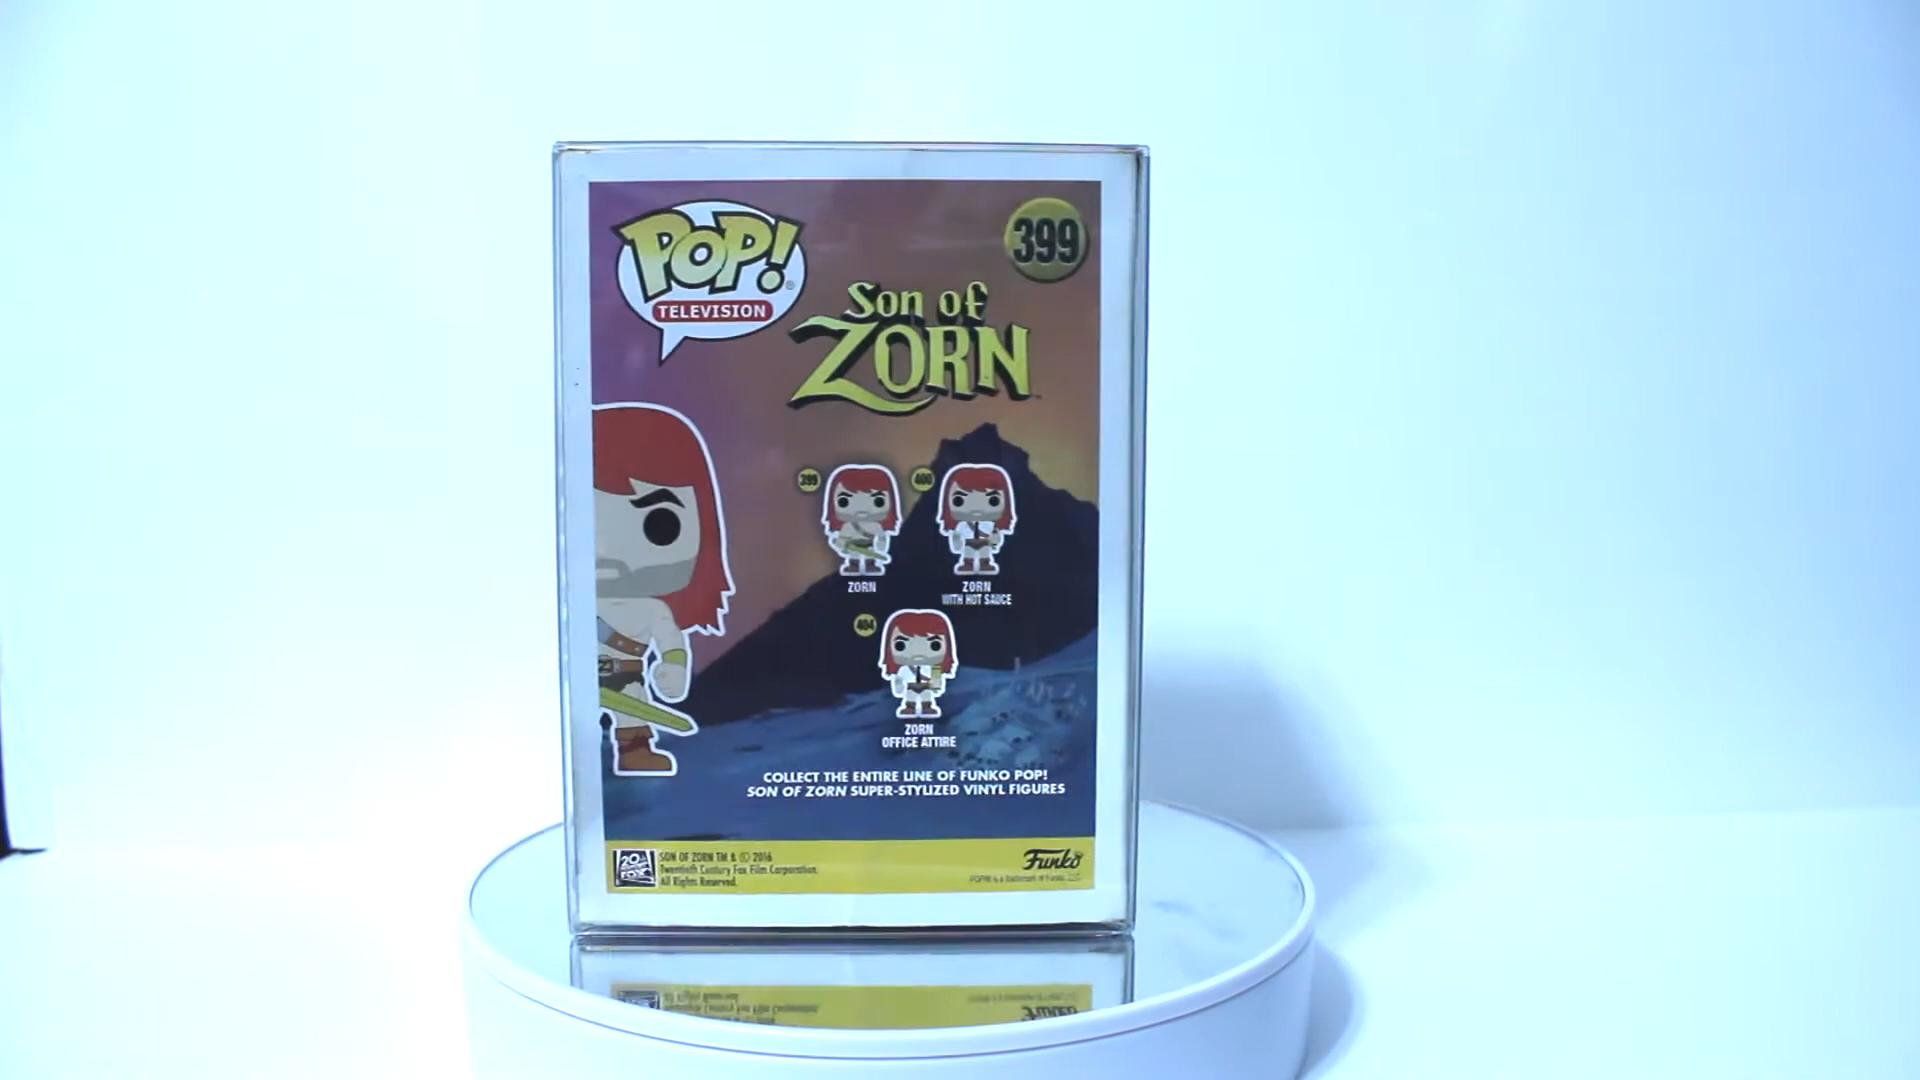 POP!
TELEVISION
399
Son of
ZORN
399
400
ZORN
ZORN
WITH HOT SAUCE
404
ZORN
OFFICE ATTIRE
COLLECT THE ENTIRE LINE OF FUNKO POP!
SON OF ZORN SUPER-STYLIZED VINYL FIGURES
20th
FOX
SON OF ZORN TM & © 2016
Twentieth Century Fox Film Corporation.
All Rights Reserved.
Funko